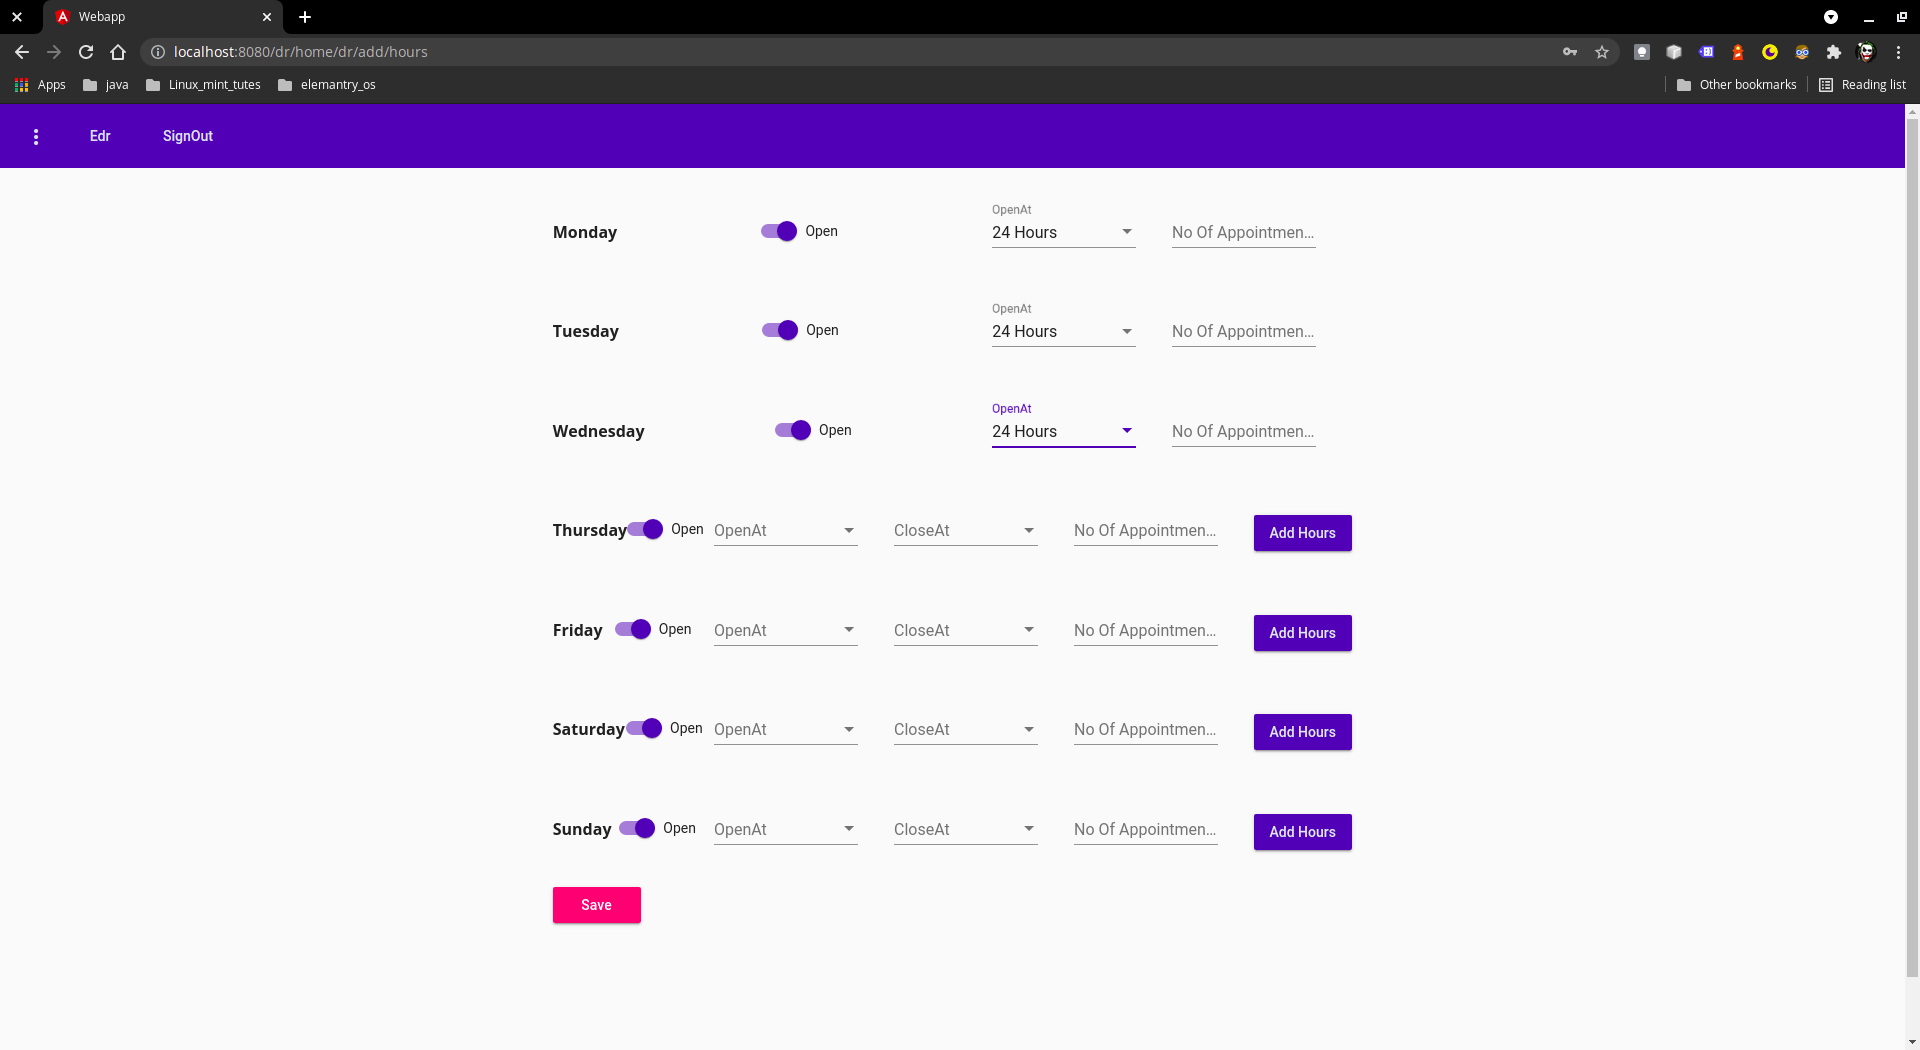 Webapp
localhost:8080/dr/home/dr/add/hours
Apps java Linux_mint_tutes elemantry_os Other bookmarks Reading list
Edr SignOut
OpenAt
Monday Open 24 Hours No Of Appointmen...
OpenAt
Tuesday Open 24 Hours No Of Appointmen...
OpenAt
Wednesday Open 24 Hours No Of Appointmen...
Thursday Open OpenAt CloseAt No Of Appointmen... Add Hours
Friday Open OpenAt CloseAt No Of Appointmen... Add Hours
Saturday Open OpenAt CloseAt No Of Appointmen... Add Hours
Sunday Open OpenAt CloseAt No Of Appointmen... Add Hours
Save